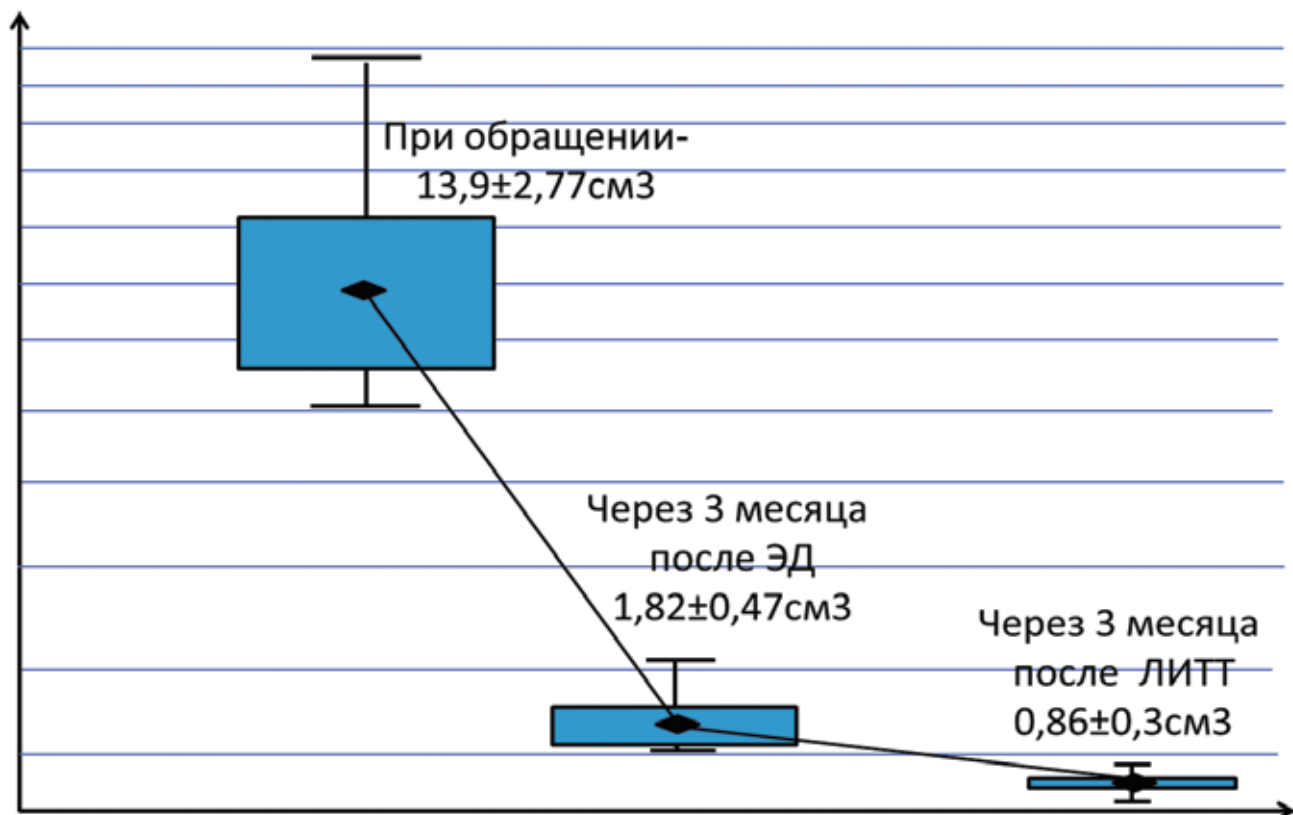 При обращении-
13,9±2,77см3
Через 3 месяца
после ЭД
1,82±0,47см3
Через 3 месяца
после ЛИТТ
0,86±0,3см3